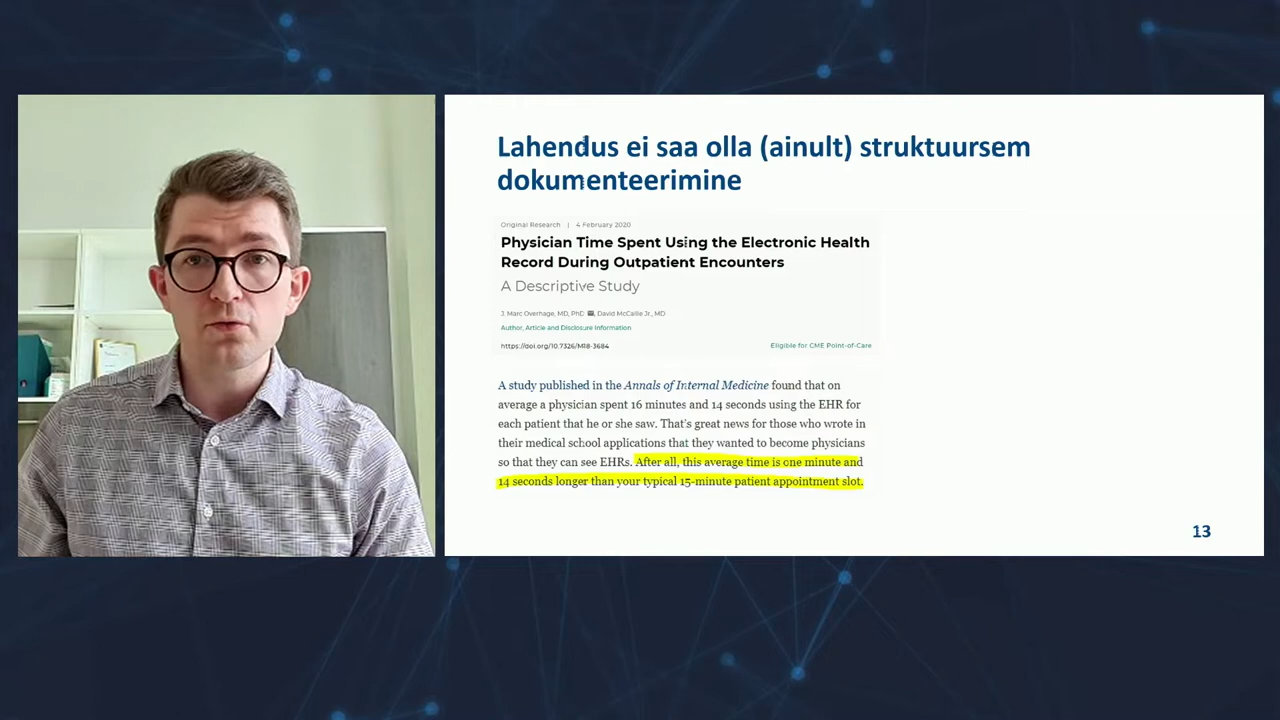 Lahendus ei saa olla (ainult) struktuursem
dokumenteerimine
Original Research | 4 February 2020
Physician Time Spent Using the Electronic Health
Record During Outpatient Encounters
A Descriptive Study
J. Marc Overhage, MD, PhD, David McCallie Jr., MD
Author, Article and Disclosure Information
https://doi.org/10.7326/M18-3684
Eligible for CME Point-of-Care
A study published in the Annals of Internal Medicine found that on
average a physician spent 16 minutes and 14 seconds using the EHR for
each patient that he or she saw. That's great news for those who wrote in
their medical school applications that they wanted to become physicians
so that they can see EHRs. After all, this average time is one minute and
14 seconds longer than your typical 15-minute patient appointment slot.
13